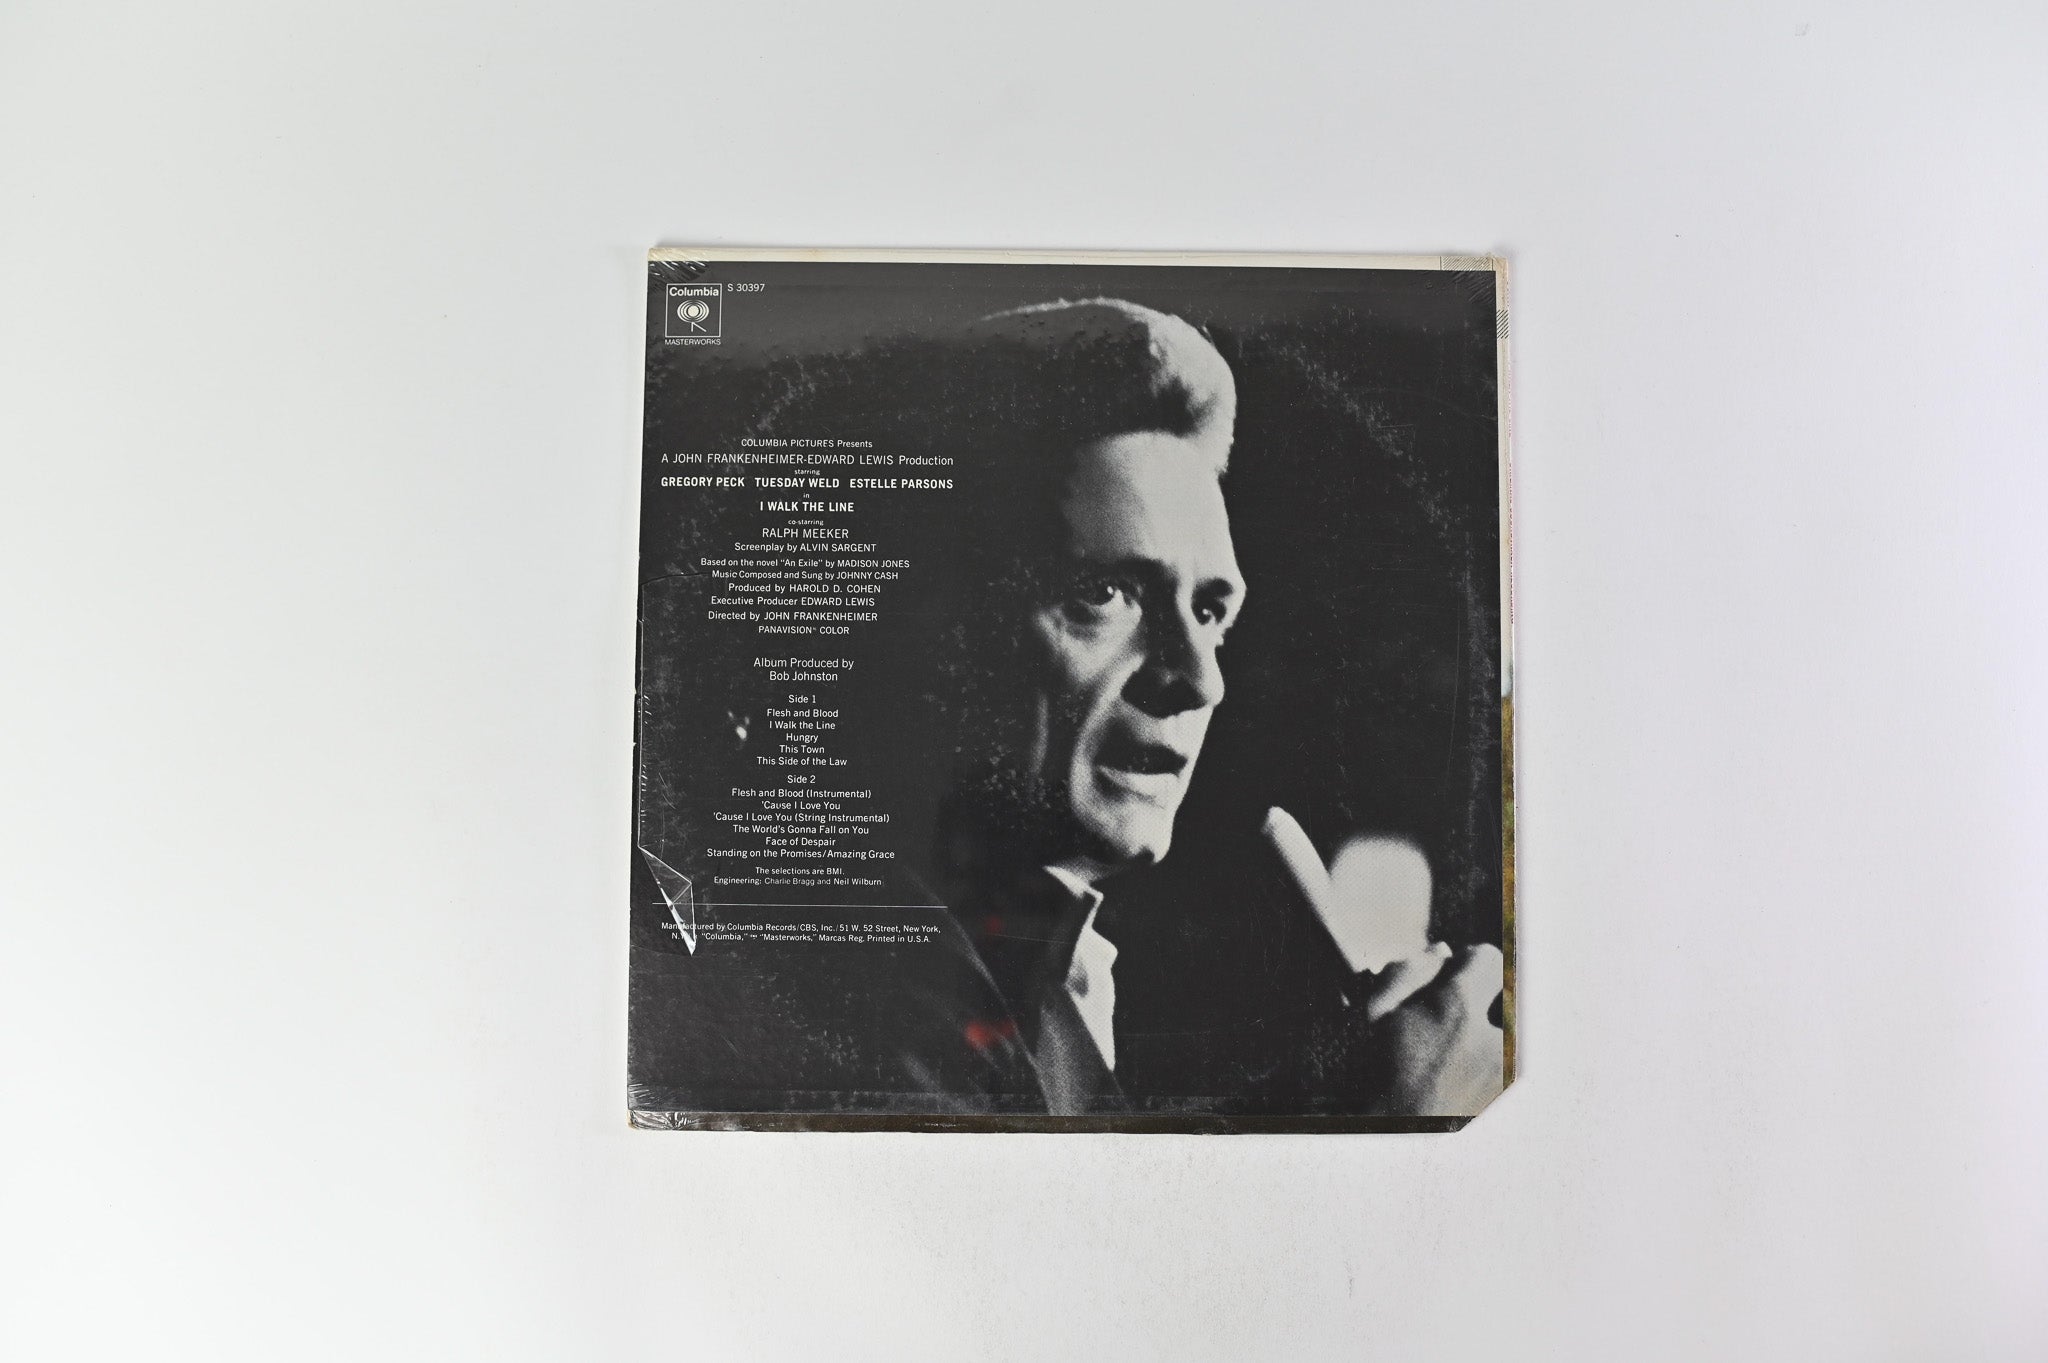 Columbia
S 30397
MASTERWORKS
COLUMBIA PICTURES Presents
A JOHN FRANKENHEIMER-EDWARD LEWIS Production
starring
GREGORY PECK TUESDAY WELD ESTELLE PARSONS
in
I WALK THE LINE
co-starring
RALPH MEEKER
Screenplay by ALVIN SARGENT
Based on the novel "An Exile" by MADISON JONES
Music Composed and Sung by JOHNNY CASH
Produced by HAROLD D. COHEN
Executive Producer EDWARD LEWIS
Directed by JOHN FRANKENHEIMER
PANAVISION® COLOR
Album Produced by
Bob Johnston
Side 1
Flesh and Blood
I Walk the Line
Hungry
This Town
This Side of the Law
Side 2
Flesh and Blood (Instrumental)
'Cause I Love You
'Cause I Love You (String Instrumental)
The World's Gonna Fall on You
Face of Despair
Standing on the Promises/Amazing Grace
The selections are BMI.
Engineering: Charlie Bragg and Neil Wilburn
Manufactured by Columbia Records/CBS, Inc./51 W. 52 Street, New York,
"Columbia," "Masterworks," Marcas Reg. Printed in U.S.A.